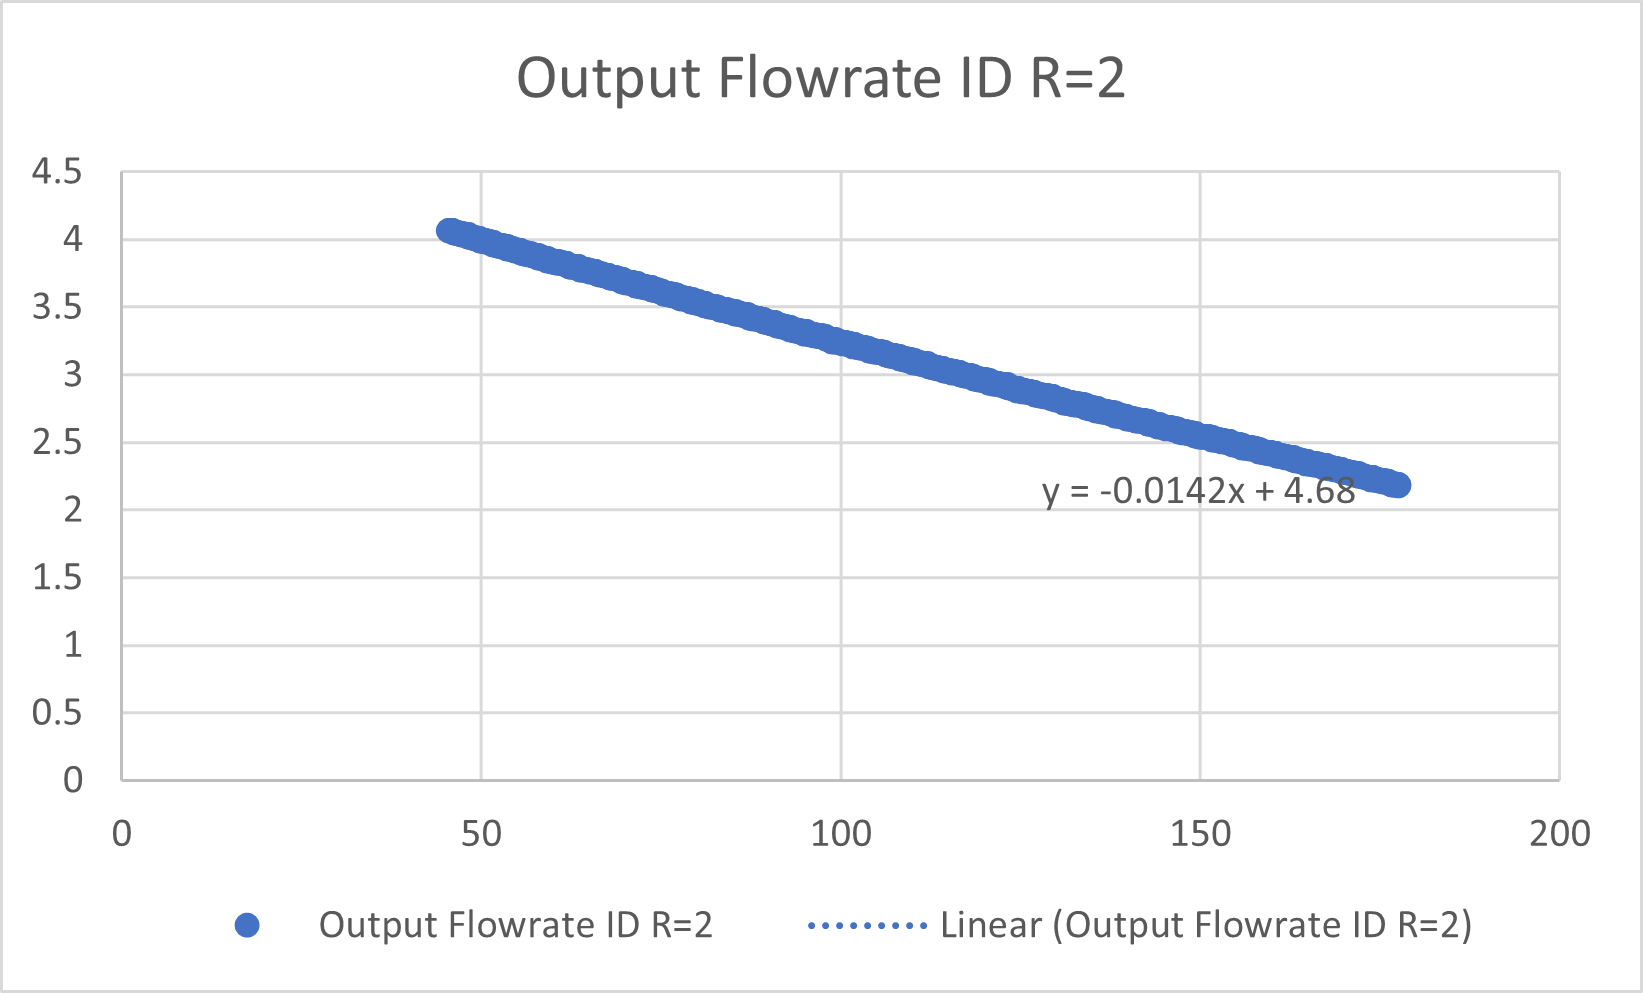 Output Flowrate ID R=2
4.5
4
3.5
3
2.5
2
1.5
1
0.5
0
y = -0.0142x + 4.68
0 50 100 150 200
Output Flowrate ID R=2 Linear (Output Flowrate ID R=2)